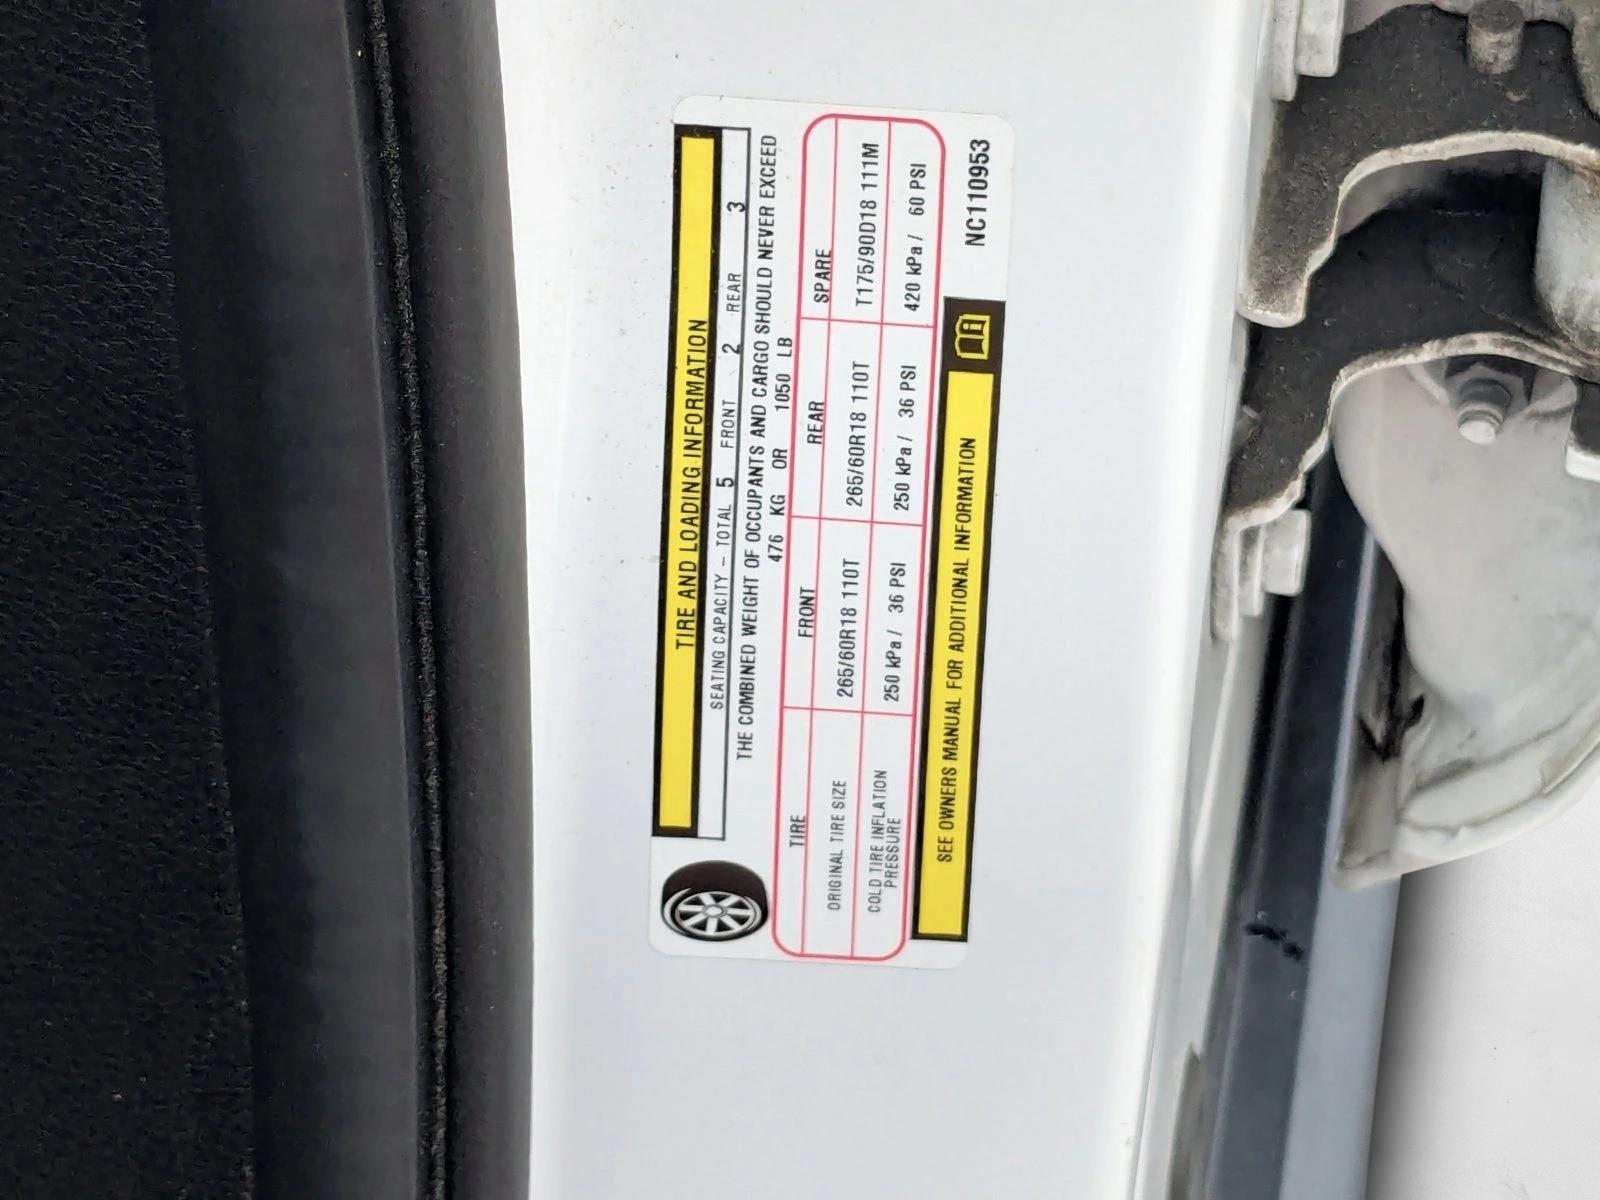 TIRE AND LOADING INFORMATION
SEATING CAPACITY – TOTAL 5 FRONT 2 REAR 3
THE COMBINED WEIGHT OF OCCUPANTS AND CARGO SHOULD NEVER EXCEED
476 KG OR 1050 LB
TIRE FRONT REAR SPARE
ORIGINAL TIRE SIZE 265/60R18 110T 265/60R18 110T T175/90D18 111M
COLD TIRE INFLATION PRESSURE 250 kPa / 36 PSI 250 kPa / 36 PSI 420 kPa / 60 PSI
SEE OWNERS MANUAL FOR ADDITIONAL INFORMATION
NC110953